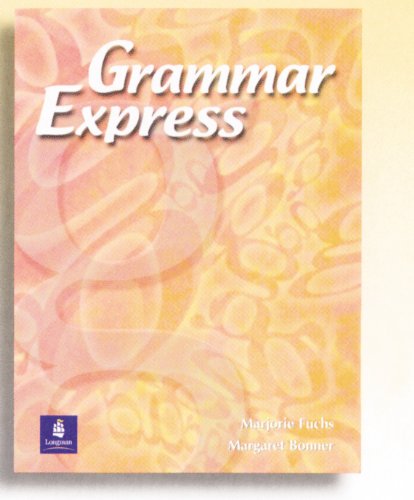 Grammar
Express
Marjorie Fuchs
Margaret Bonner
Longman